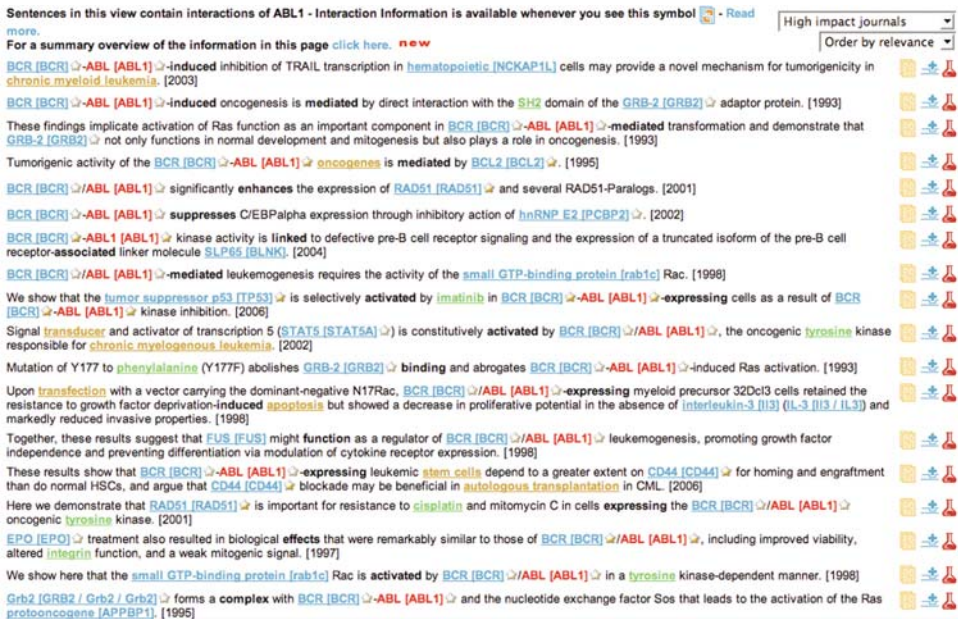 Sentences in this view contain interactions of ABL1 - Interaction Information is available whenever you see this symbol - Read
more.
High impact journals
For a summary overview of the information in this page click here. new
Order by relevance
BCR [BCR]-ABL [ABL1]-induced inhibition of TRAIL transcription in hematopoietic [NCKAP1L] cells may provide a novel mechanism for tumorigenicity in
chronic myeloid leukemia. [2003]
BCR [BCR]-ABL [ABL1]-induced oncogenesis is mediated by direct interaction with the SH2 domain of the GRB-2 [GRB2] adaptor protein. [1993]
These findings implicate activation of Ras function as an important component in BCR [BCR]-ABL [ABL1]-mediated transformation and demonstrate that
GRB-2 [GRB2] not only functions in normal development and mitogenesis but also plays a role in oncogenesis. [1993]
Tumorigenic activity of the BCR [BCR]-ABL [ABL1] oncogenes is mediated by BCL2 [BCL2]. [1995]
BCR [BCR]/ABL [ABL1] significantly enhances the expression of RAD51 [RAD51] and several RAD51-Paralogs. [2001]
BCR [BCR]-ABL [ABL1] suppresses C/EBPalpha expression through inhibitory action of hnRNP E2 [PCBP2]. [2002]
BCR [BCR]-ABL1 [ABL1] kinase activity is linked to defective pre-B cell receptor signaling and the expression of a truncated isoform of the pre-B cell
receptor-associated linker molecule SLP65 [BLNK]. [2004]
BCR [BCR]/ABL [ABL1]-mediated leukemogenesis requires the activity of the small GTP-binding protein [rab1c] Rac. [1998]
We show that the tumor suppressor p53 [TP53] is selectively activated by imatinib in BCR [BCR]-ABL [ABL1]-expressing cells as a result of BCR
[BCR]-ABL [ABL1] kinase inhibition. [2006]
Signal transducer and activator of transcription 5 (STAT5 [STAT5A]) is constitutively activated by BCR [BCR]/ABL [ABL1], the oncogenic tyrosine kinase
responsible for chronic myelogenous leukemia. [2002]
Mutation of Y177 to phenylalanine (Y177F) abolishes GRB-2 [GRB2] binding and abrogates BCR [BCR]-ABL [ABL1]-induced Ras activation. [1993]
Upon transfection with a vector carrying the dominant-negative N17Rac, BCR [BCR]/ABL [ABL1]-expressing myeloid precursor 32Dcl3 cells retained the
resistance to growth factor deprivation-induced apoptosis but showed a decrease in proliferative potential in the absence of interleukin-3 [Il3] (IL-3 [Il3 / IL3]) and
markedly reduced invasive properties. [1998]
Together, these results suggest that FUS [FUS] might function as a regulator of BCR [BCR]/ABL [ABL1] leukemogenesis, promoting growth factor
independence and preventing differentiation via modulation of cytokine receptor expression. [1998]
These results show that BCR [BCR]-ABL [ABL1]-expressing leukemic stem cells depend to a greater extent on CD44 [CD44] for homing and engraftment
than do normal HSCs, and argue that CD44 [CD44] blockade may be beneficial in autologous transplantation in CML. [2006]
Here we demonstrate that RAD51 [RAD51] is important for resistance to cisplatin and mitomycin C in cells expressing the BCR [BCR]/ABL [ABL1]
oncogenic tyrosine kinase. [2001]
EPO [EPO] treatment also resulted in biological effects that were remarkably similar to those of BCR [BCR]/ABL [ABL1], including improved viability,
altered integrin function, and a weak mitogenic signal. [1997]
We show here that the small GTP-binding protein [rab1c] Rac is activated by BCR [BCR]/ABL [ABL1] in a tyrosine kinase-dependent manner. [1998]
Grb2 [GRB2 / Grb2 / Grb2] forms a complex with BCR [BCR]-ABL [ABL1] and the nucleotide exchange factor Sos that leads to the activation of the Ras
protooncogene [APPBP1]. [1995]